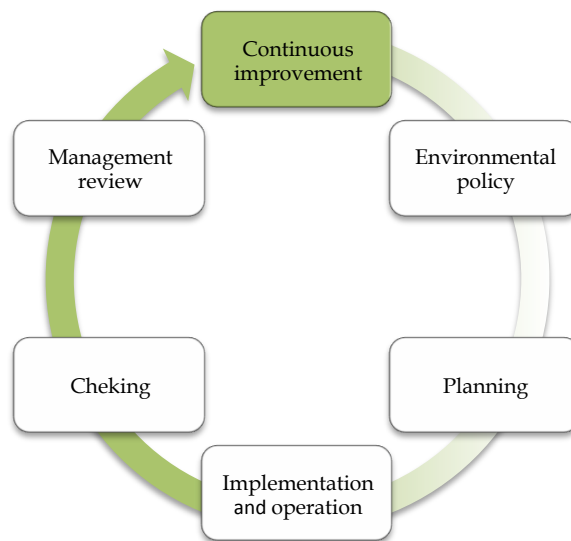 Continuous
improvement
Environmental
policy
Planning
Implementation
and operation
Cheking
Management
review